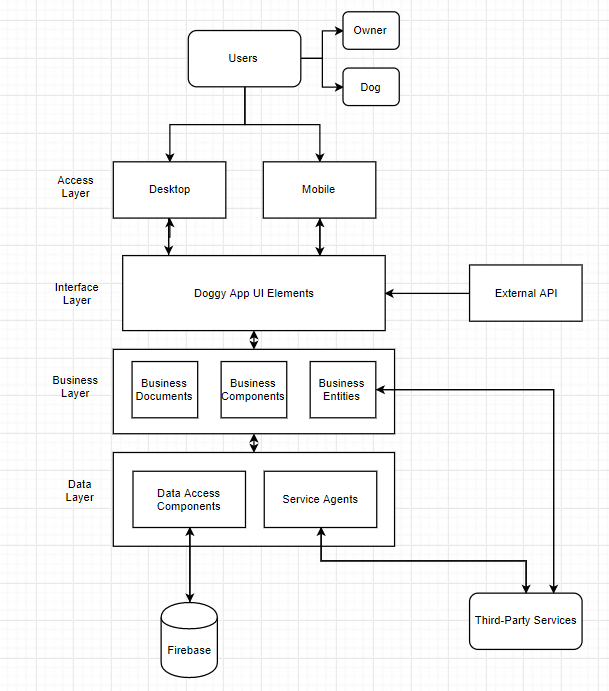 Owner
Users
Dog
Access
Layer
Desktop
Mobile
Interface
Layer
Doggy App UI Elements
External API
Business
Layer
Business
Documents
Business
Components
Business
Entities
Data
Layer
Data Access
Components
Service Agents
Third-Party Services
Firebase